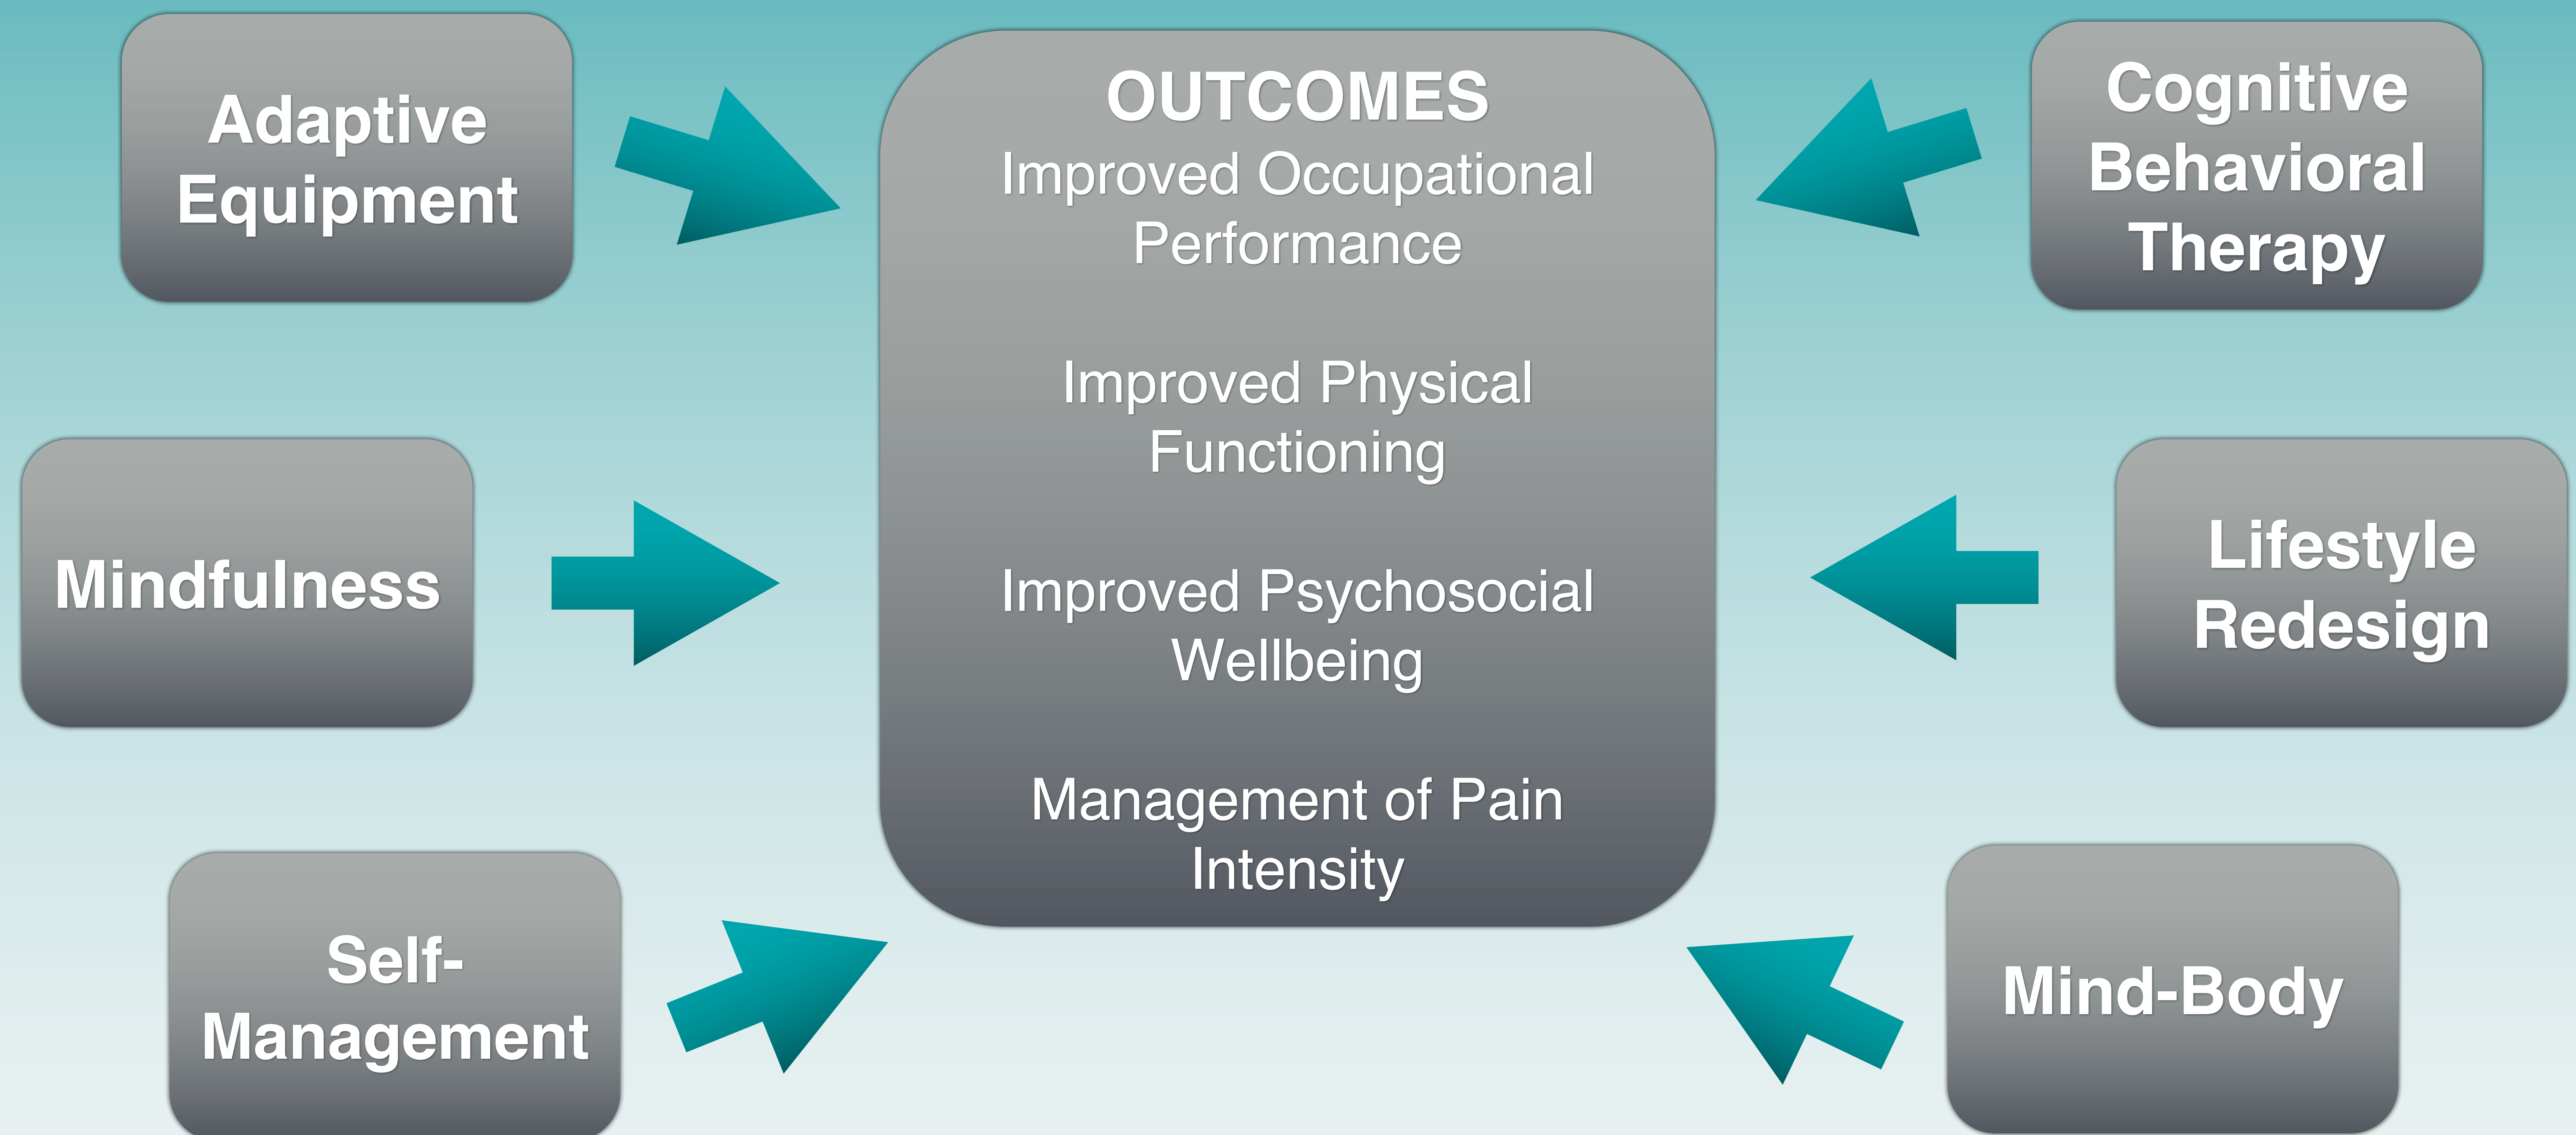 Adaptive
Equipment
Mindfulness
Self-
Management
OUTCOMES
Improved Occupational
Performance
Improved Physical
Functioning
Improved Psychosocial
Wellbeing
Management of Pain
Intensity
Cognitive
Behavioral
Therapy
Lifestyle
Redesign
Mind-Body